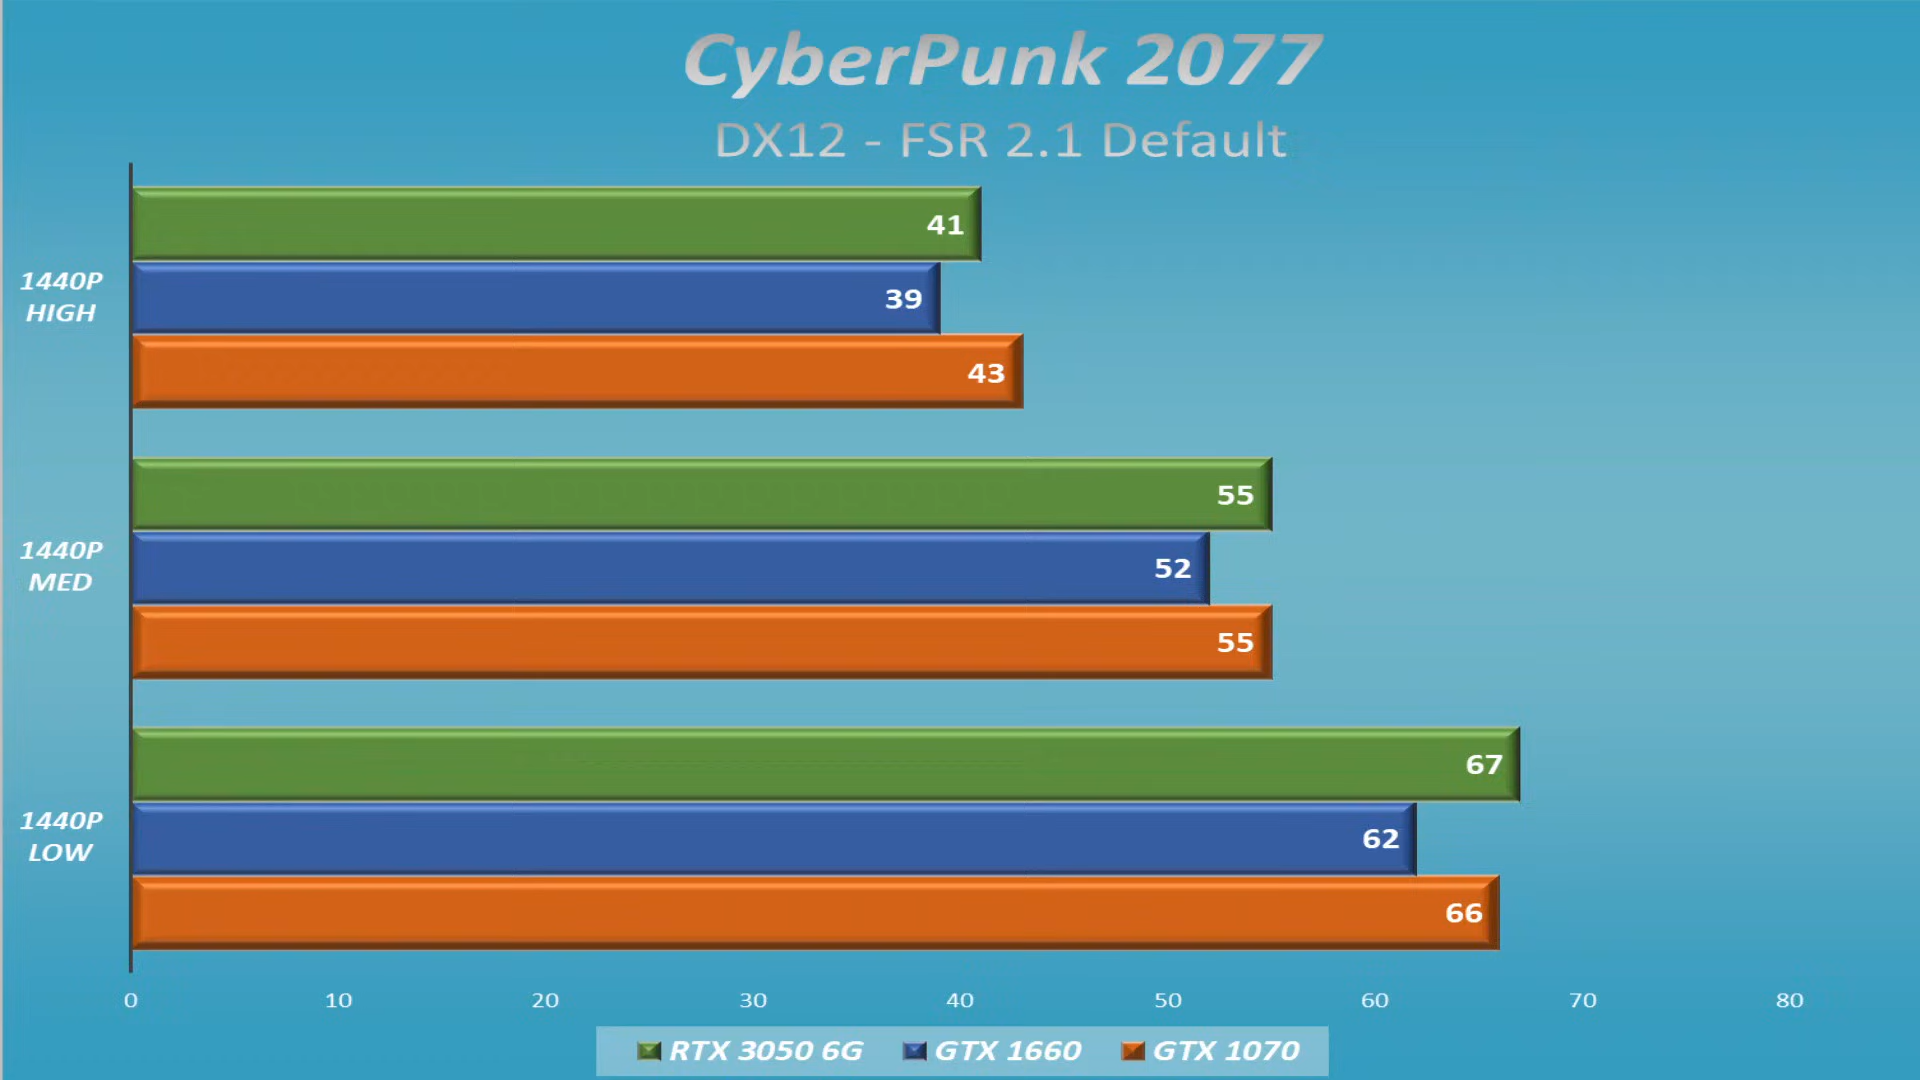 CyberPunk 2077
DX12 - FSR 2.1 Default
1440P
HIGH
41
39
43
1440P
MED
55
52
55
1440P
LOW
67
62
66
0 10 20 30 40 50 60 70 80
RTX 3050 6G GTX 1660 GTX 1070